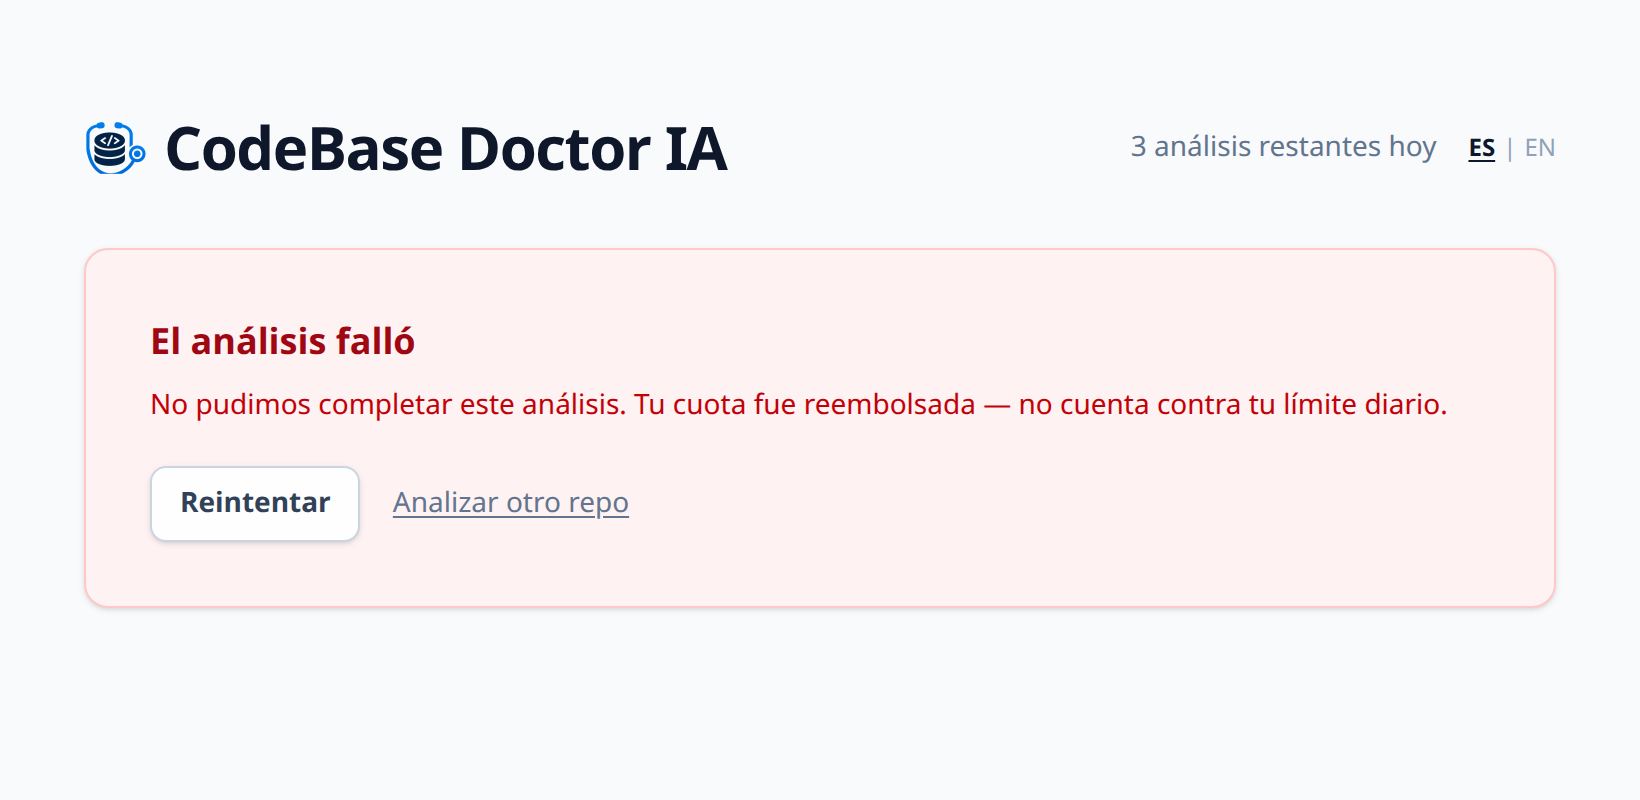 CodeBase Doctor IA
3 análisis restantes hoy
ES | EN
El análisis falló
No pudimos completar este análisis. Tu cuota fue reembolsada — no cuenta contra tu límite diario.
Reintentar
Analizar otro repo